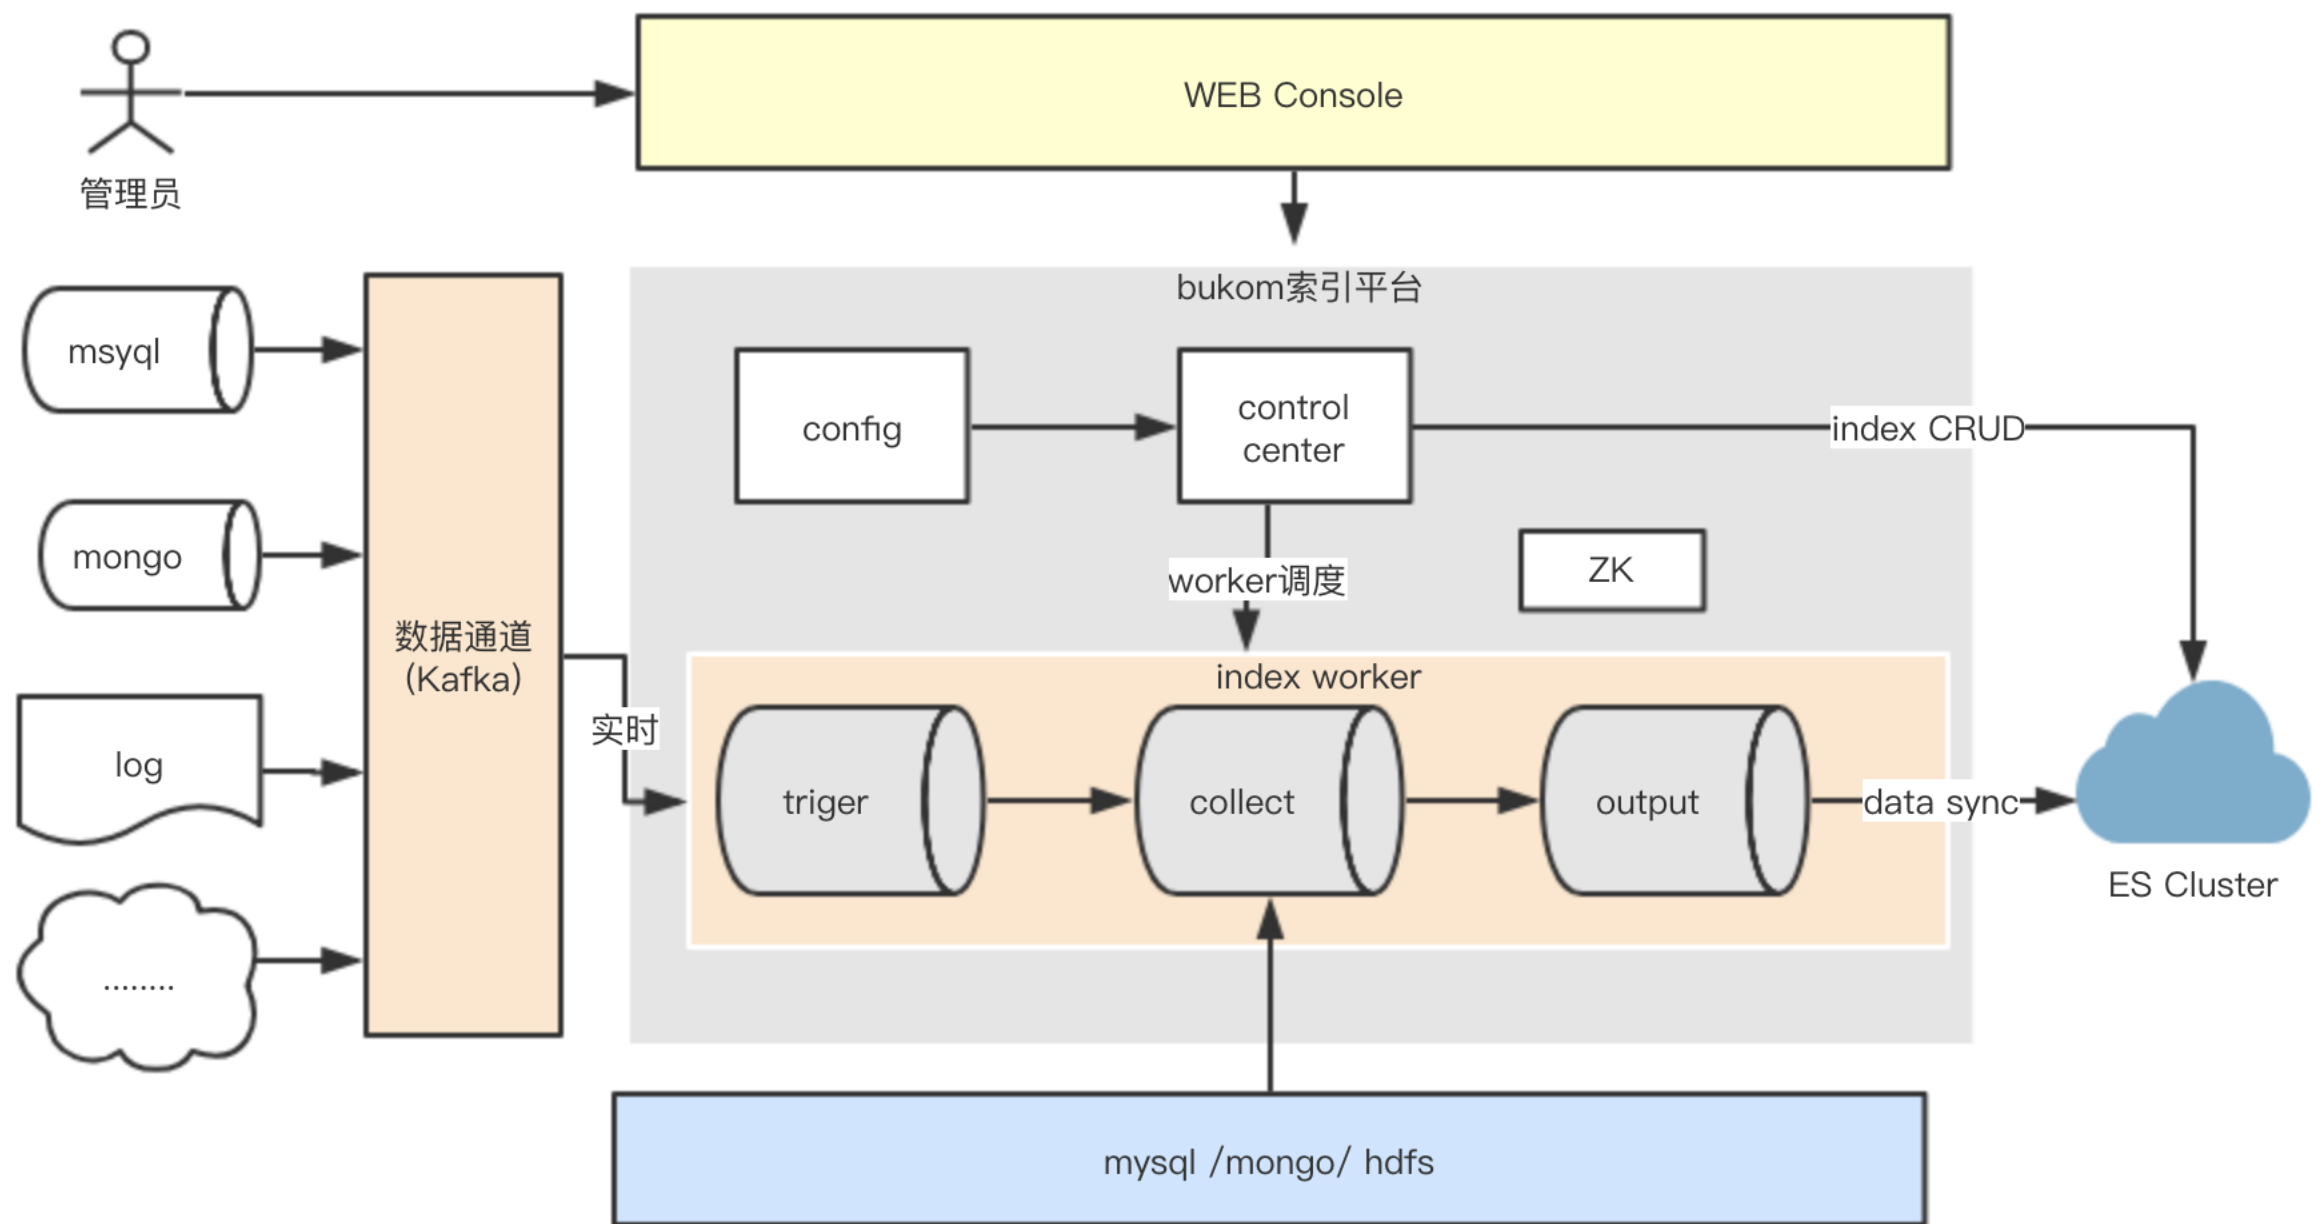 WEB Console
管理员
bukom索引平台
msyql
config
control
center
index CRUD
mongo
worker调度
ZK
数据通道
(Kafka)
index worker
实时
log
triger
collect
output
data sync
ES Cluster
........
mysql /mongo/ hdfs